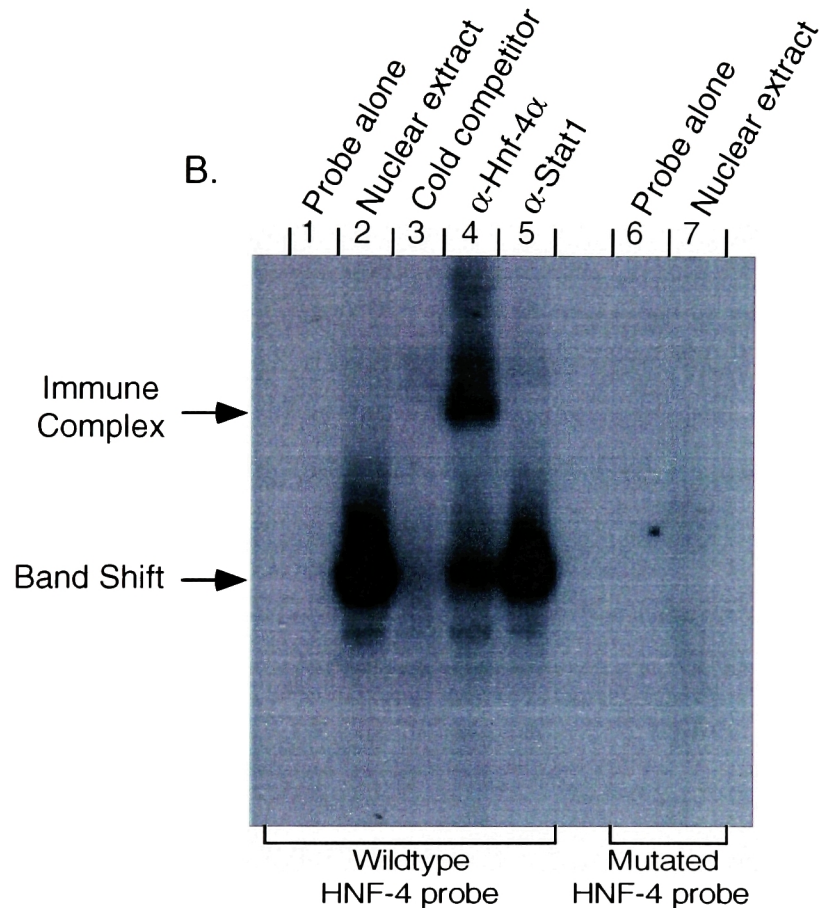 B.
Probe alone
Nuclear extract
Cold competitor
α-Hnf-4α
α-Stat1
Probe alone
Nuclear extract
1 2 3 4 5 6 7
Immune
Complex
Band Shift
Wildtype
HNF-4 probe
Mutated
HNF-4 probe